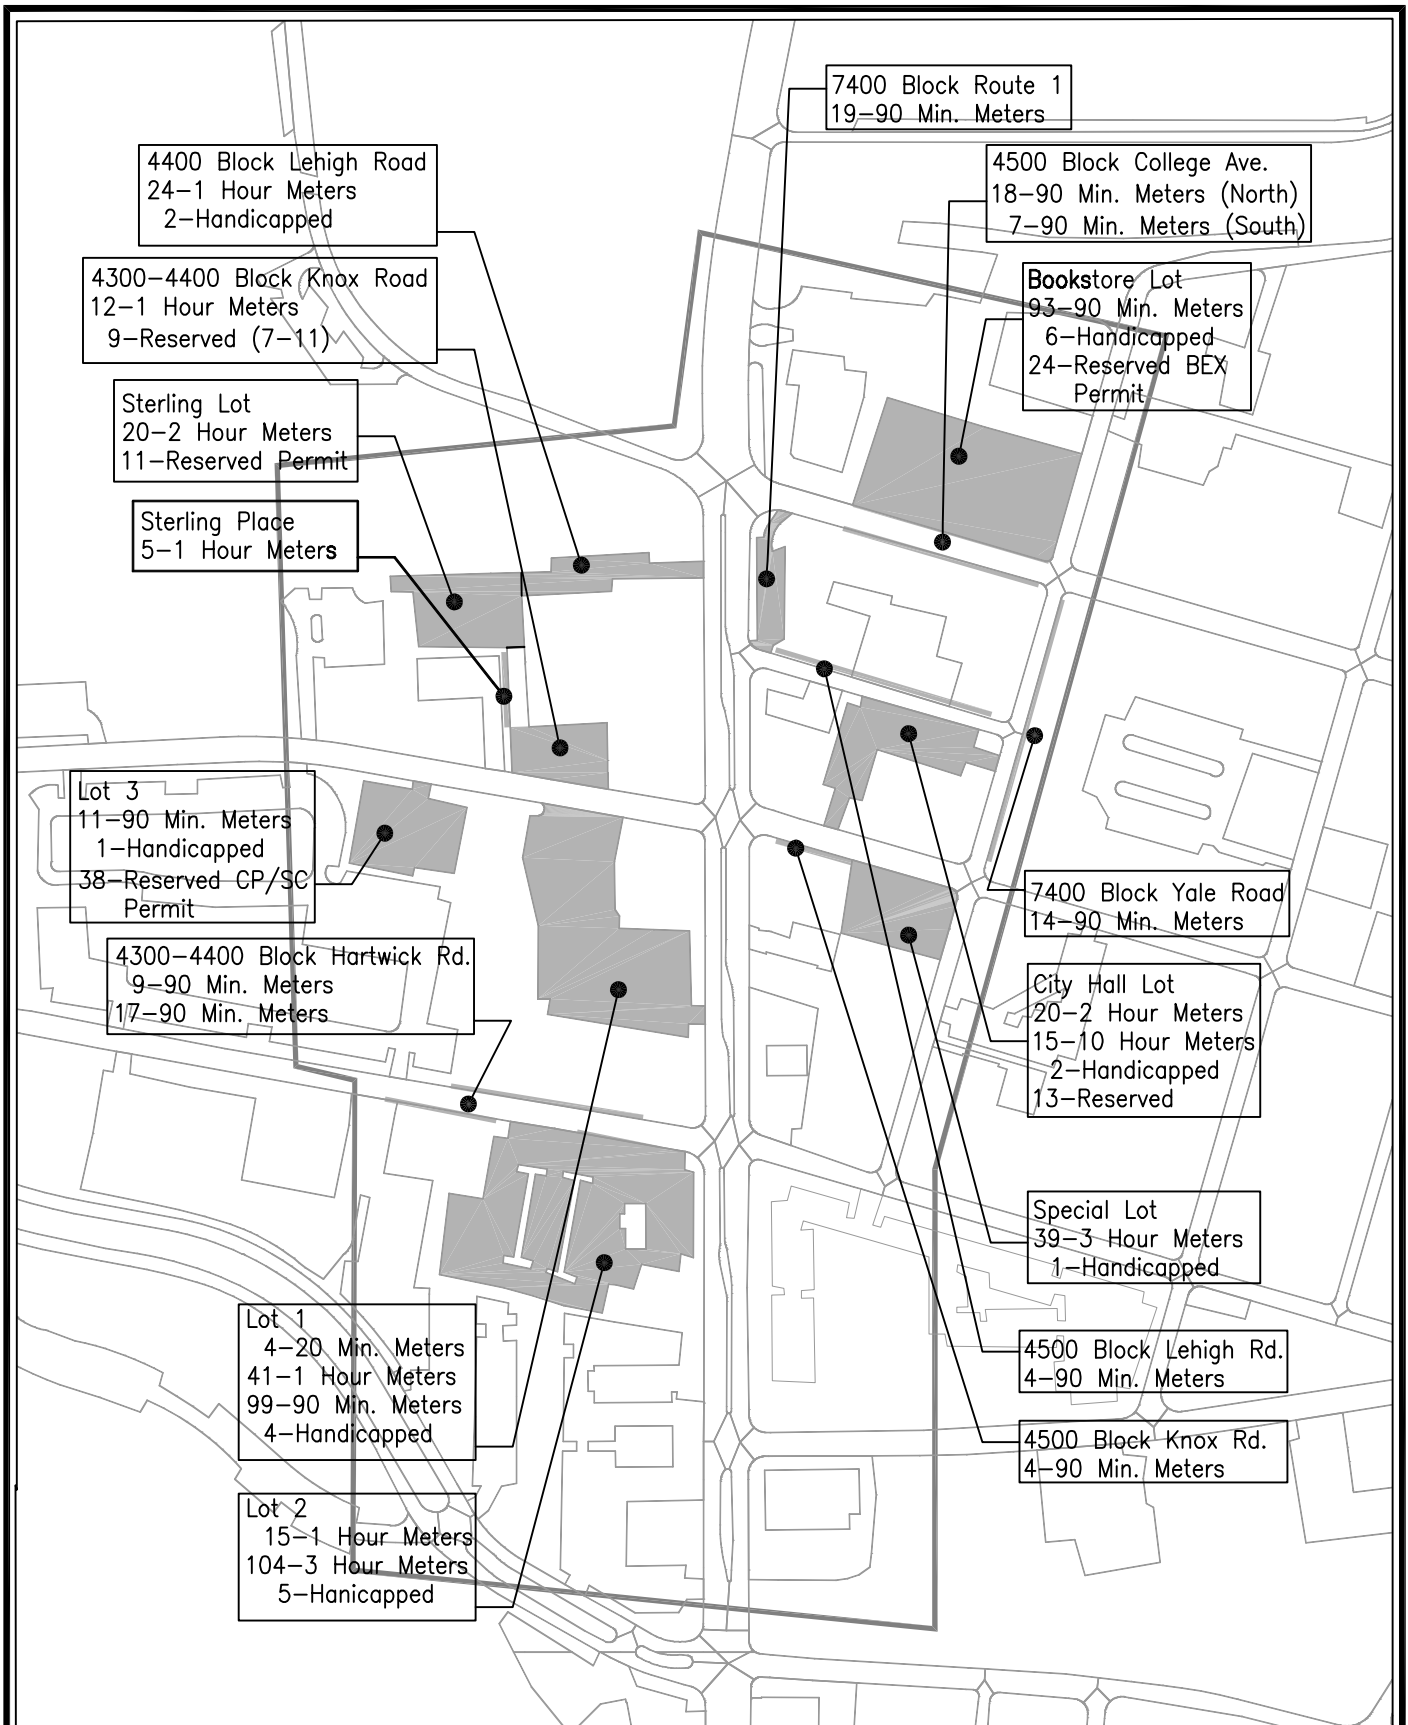 7400 Block Route 1
19-90 Min. Meters
4400 Block Lehigh Road
24-1 Hour Meters
2-Handicapped
4500 Block College Ave.
18-90 Min. Meters (North)
7-90 Min. Meters (South)
4300-4400 Block Knox Road
12-1 Hour Meters
9-Reserved (7-11)
Bookstore Lot
93-90 Min. Meters
6-Handicapped
24-Reserved BEX
Permit
Sterling Lot
20-2 Hour Meters
11-Reserved Permit
Sterling Place
5-1 Hour Meters
Lot 3
11-90 Min. Meters
1-Handicapped
38-Reserved CP/SC
Permit
7400 Block Yale Road
14-90 Min. Meters
4300-4400 Block Hartwick Rd.
9-90 Min. Meters
17-90 Min. Meters
City Hall Lot
20-2 Hour Meters
15-10 Hour Meters
2-Handicapped
13-Reserved
Special Lot
39-3 Hour Meters
1-Handicapped
Lot 1
4-20 Min. Meters
41-1 Hour Meters
99-90 Min. Meters
4-Handicapped
4500 Block Lehigh Rd.
4-90 Min. Meters
4500 Block Knox Rd.
4-90 Min. Meters
Lot 2
15-1 Hour Meters
104-3 Hour Meters
5-Hanicapped